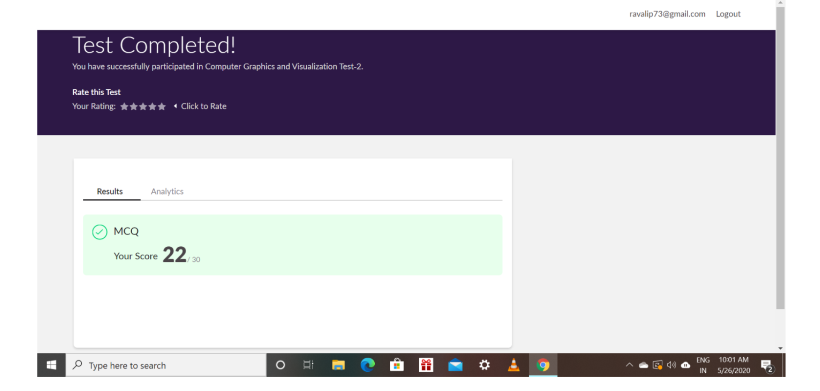 ravalip73@gmail.com Logout
Test Completed!
You have successfully participated in Computer Graphics and Visualization Test-2.
Rate this Test
Your Rating: ★★★★★ Click to Rate
Results Analytics
MCQ
Your Score 22 / 30
Type here to search
ENG 10:01 AM
IN 5/26/2020
2